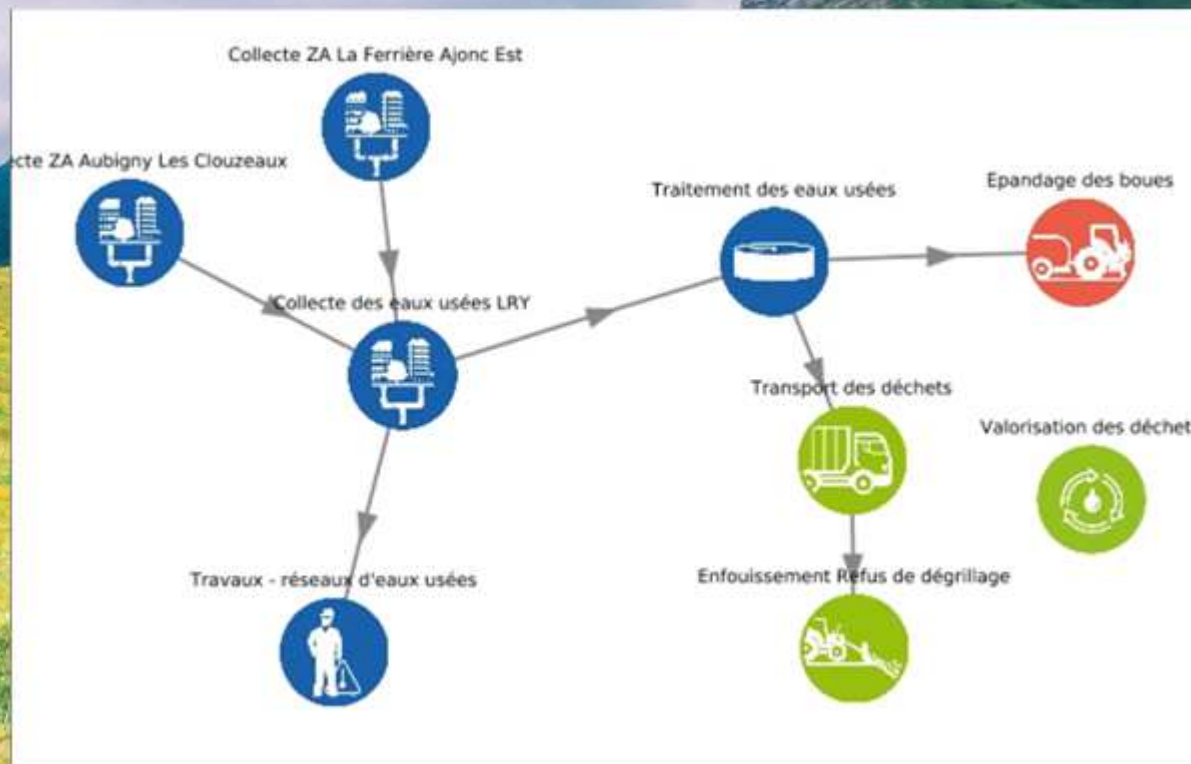 Collecte ZA La Ferrière Ajonc Est
ecte ZA Aubigny Les Clouzeaux
Traitement des eaux usées
Epandage des boues
Collecte des eaux usées LRY
Transport des déchets
Valorisation des déchet
Travaux - réseaux d'eaux usées
Enfouissement Refus de dégrillage